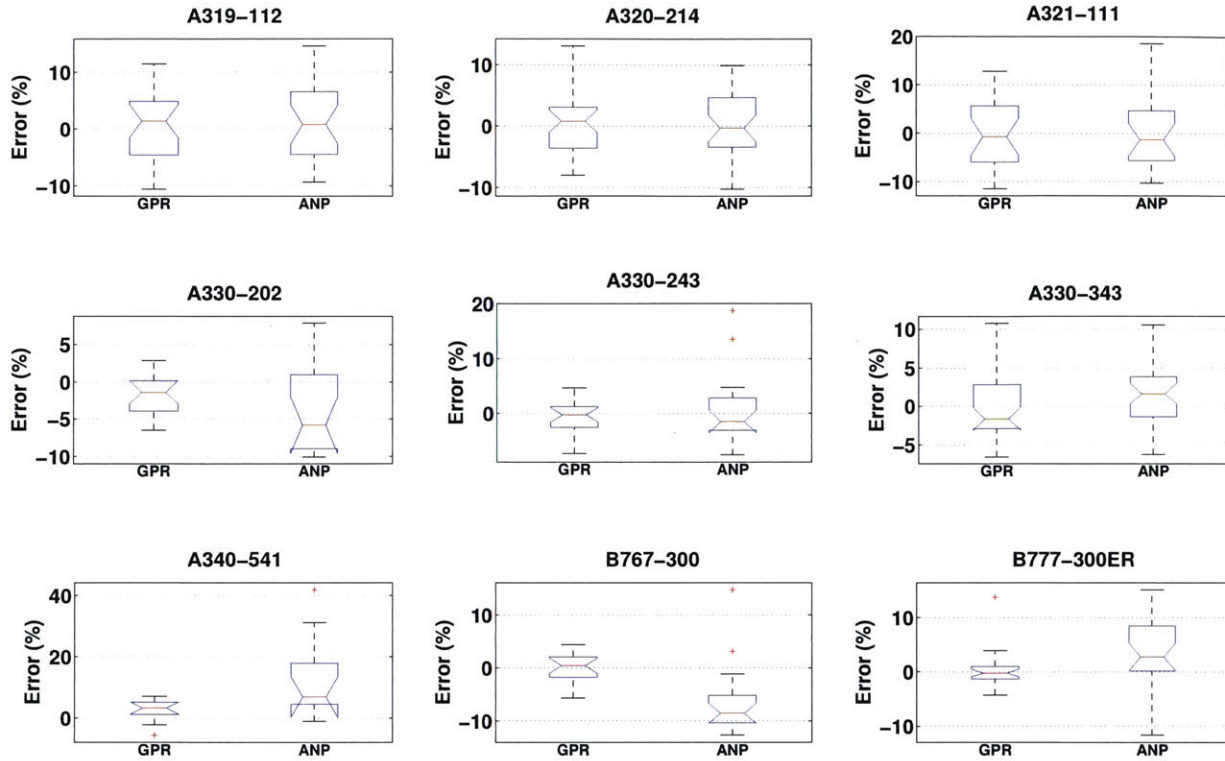 A319-112
Error (%)
10
0
-10
GPR ANP
A320-214
Error (%)
10
0
-10
GPR ANP
A321-111
Error (%)
20
10
0
-10
GPR ANP
A330-202
Error (%)
5
0
-5
-10
GPR ANP
A330-243
Error (%)
20
10
0
GPR ANP
A330-343
Error (%)
10
5
0
-5
GPR ANP
A340-541
Error (%)
40
20
0
GPR ANP
B767-300
Error (%)
10
0
-10
GPR ANP
B777-300ER
Error (%)
10
0
-10
GPR ANP